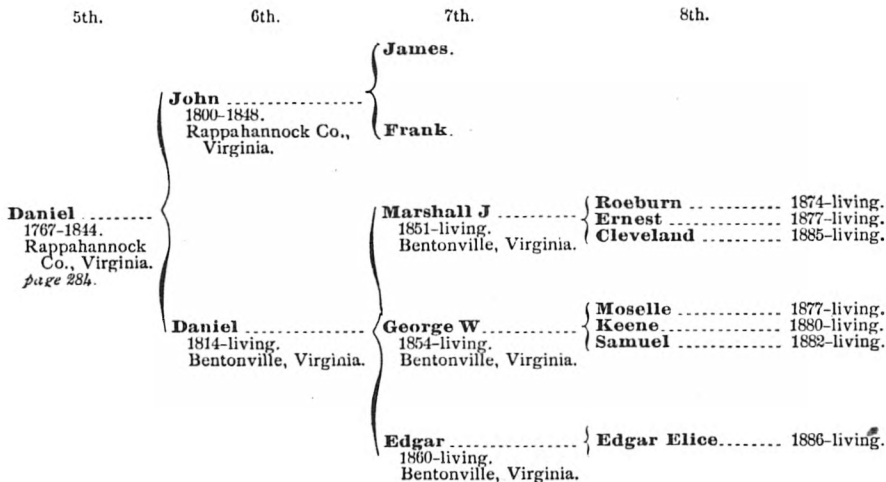 5th. 6th. 7th. 8th.
James.
John
1800-1848.
Rappahannock Co.,
Virginia.
Frank.
Daniel
1767-1844.
Rappahannock
Co., Virginia.
page 284.
Marshall J
1851-living.
Bentonville, Virginia.
Roeburn 1874-living.
Ernest 1877-living.
Cleveland 1885-living.
Daniel
1814-living.
Bentonville, Virginia.
George W
1854-living.
Bentonville, Virginia.
Moselle 1877-living.
Keene 1880-living.
Samuel 1882-living.
Edgar
1860-living.
Bentonville, Virginia.
Edgar Elice 1886-living.